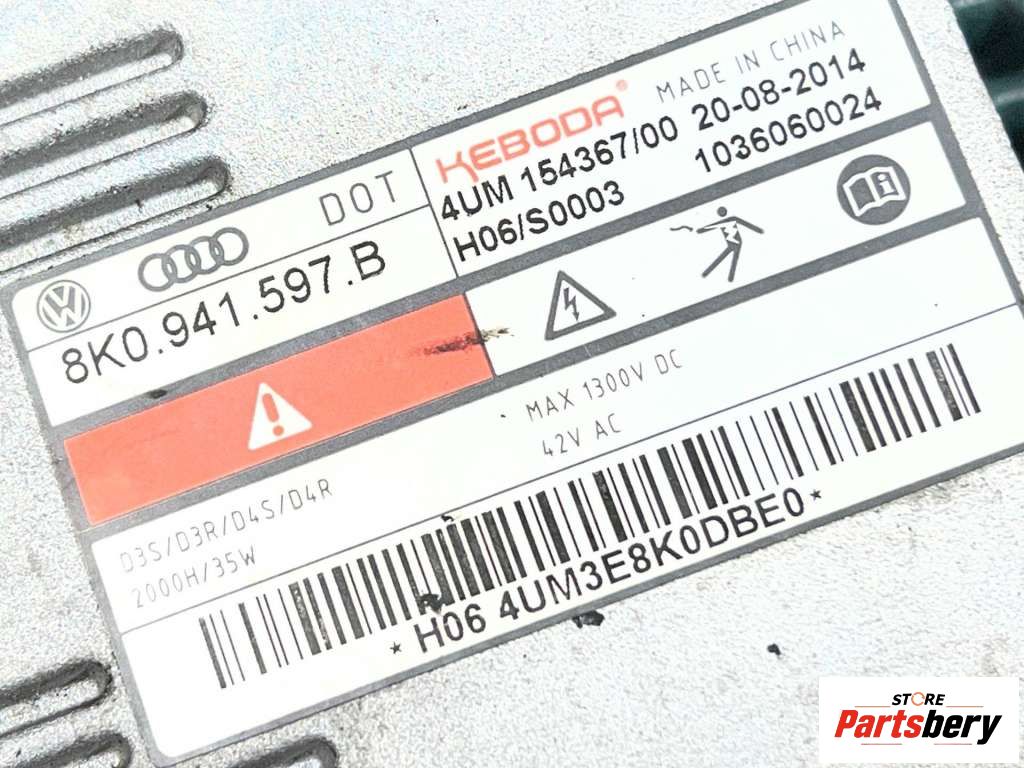 DOT
8K0.941.597.B
KEBODA® MADE IN CHINA
4UM 154367/00 20-08-2014
H06/S0003 1036060024
MAX 1300V DC
42V AC
D3S/D3R/D4S/D4R
2000H/35W
* H06 4UM3E8K0DBE0 *
STORE
Partsbery